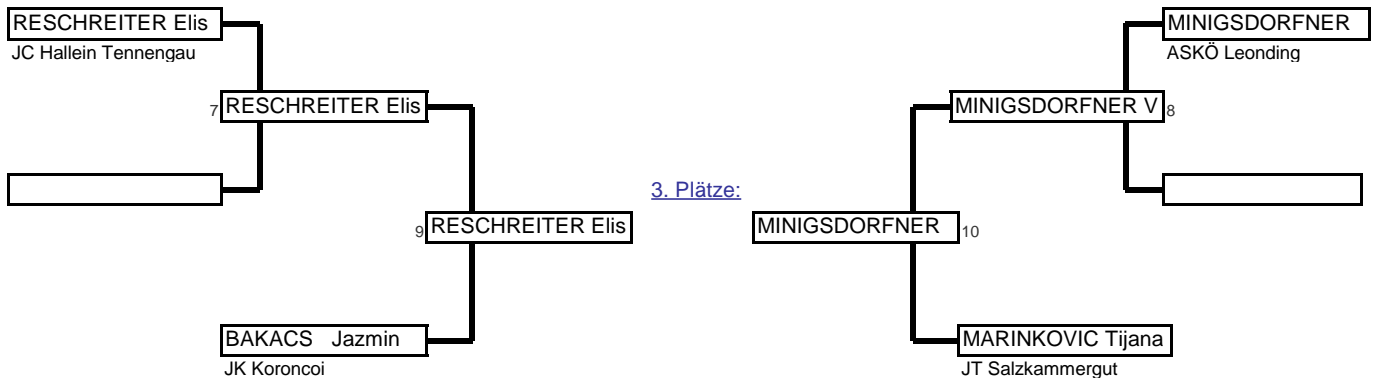 RESCHREITER Elis
JC Hallein Tennengau
MINIGSDORFNER
ASKÖ Leonding
7 RESCHREITER Elis
MINIGSDORFNER V 8
3. Plätze:
9 RESCHREITER Elis
MINIGSDORFNER 10
BAKACS Jazmin
JK Koroncoi
MARINKOVIC Tijana
JT Salzkammergut